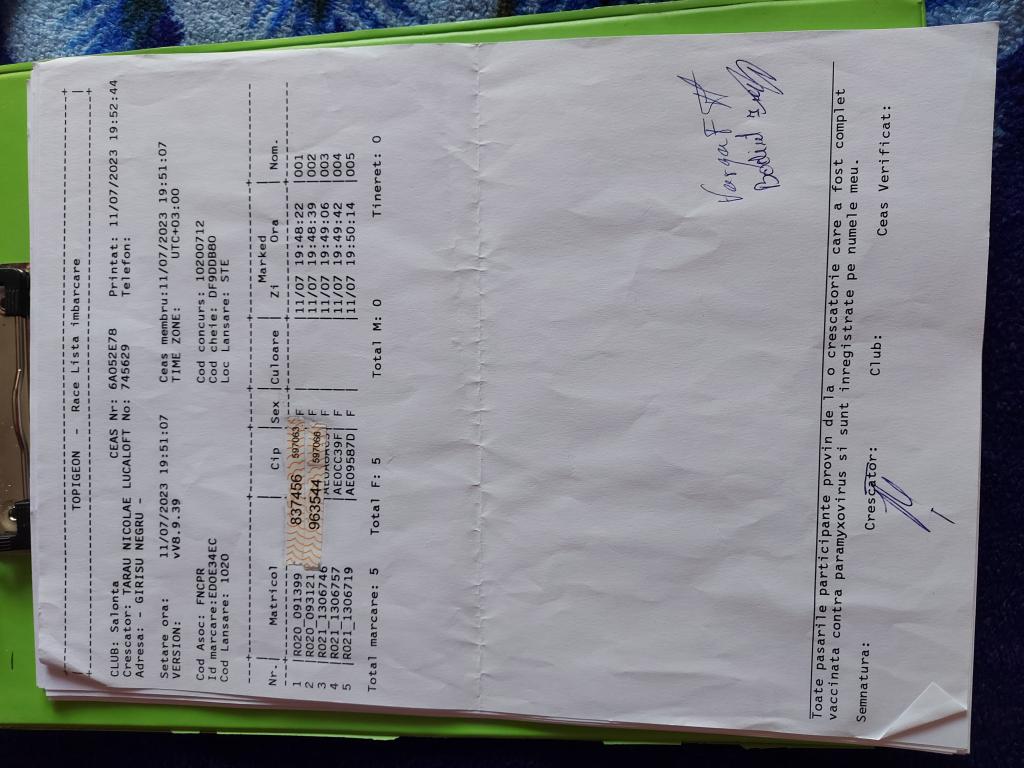 TOPIGEON - Race Lista imbarcare
CLUB: Salonta CEAS Nr: 6A052E78 Printat: 11/07/2023 19:52:44
Crescator: TARAU NICOLAE LUCALOFT No: 745629 Telefon:
Adresa: - GIRISU NEGRU -
Setare ora: 11/07/2023 19:51:07 Ceas membru:11/07/2023 19:51:07
VERSION: vV8.9.39 TIME ZONE: UTC+03:00
Cod Asoc: FNCPR Cod concurs: 10200712
Id marcare:ED0E34EC Cod cheie: DF9DDB80
Cod Lansare: 1020 Loc Lansare: STE
Marked
Nr.| Matricol | Cip |Sex |Culoare | Zi Ora | Nom.
1 |RO20_091399 837456 597063 F | |11/07 19:48:22 |001
2 |RO20_093121 963544 597066 F | |11/07 19:48:39 |002
3 |RO21_1306746 | F | |11/07 19:49:06 |003
4 |RO21_1306757 |AE0CC39F | F | |11/07 19:49:42 |004
5 |RO21_1306719 |AE09587D| F | |11/07 19:50:14 |005
Total marcare: 5 Total F: 5 Total M: 0 Tineret: 0
Varga F
Toate pasarile participante provin de la o crescatorie care a fost complet
vaccinata contra paramyxovirus si sunt inregistrate pe numele meu.
Semnatura: Crescator: Club: Ceas Verificat: